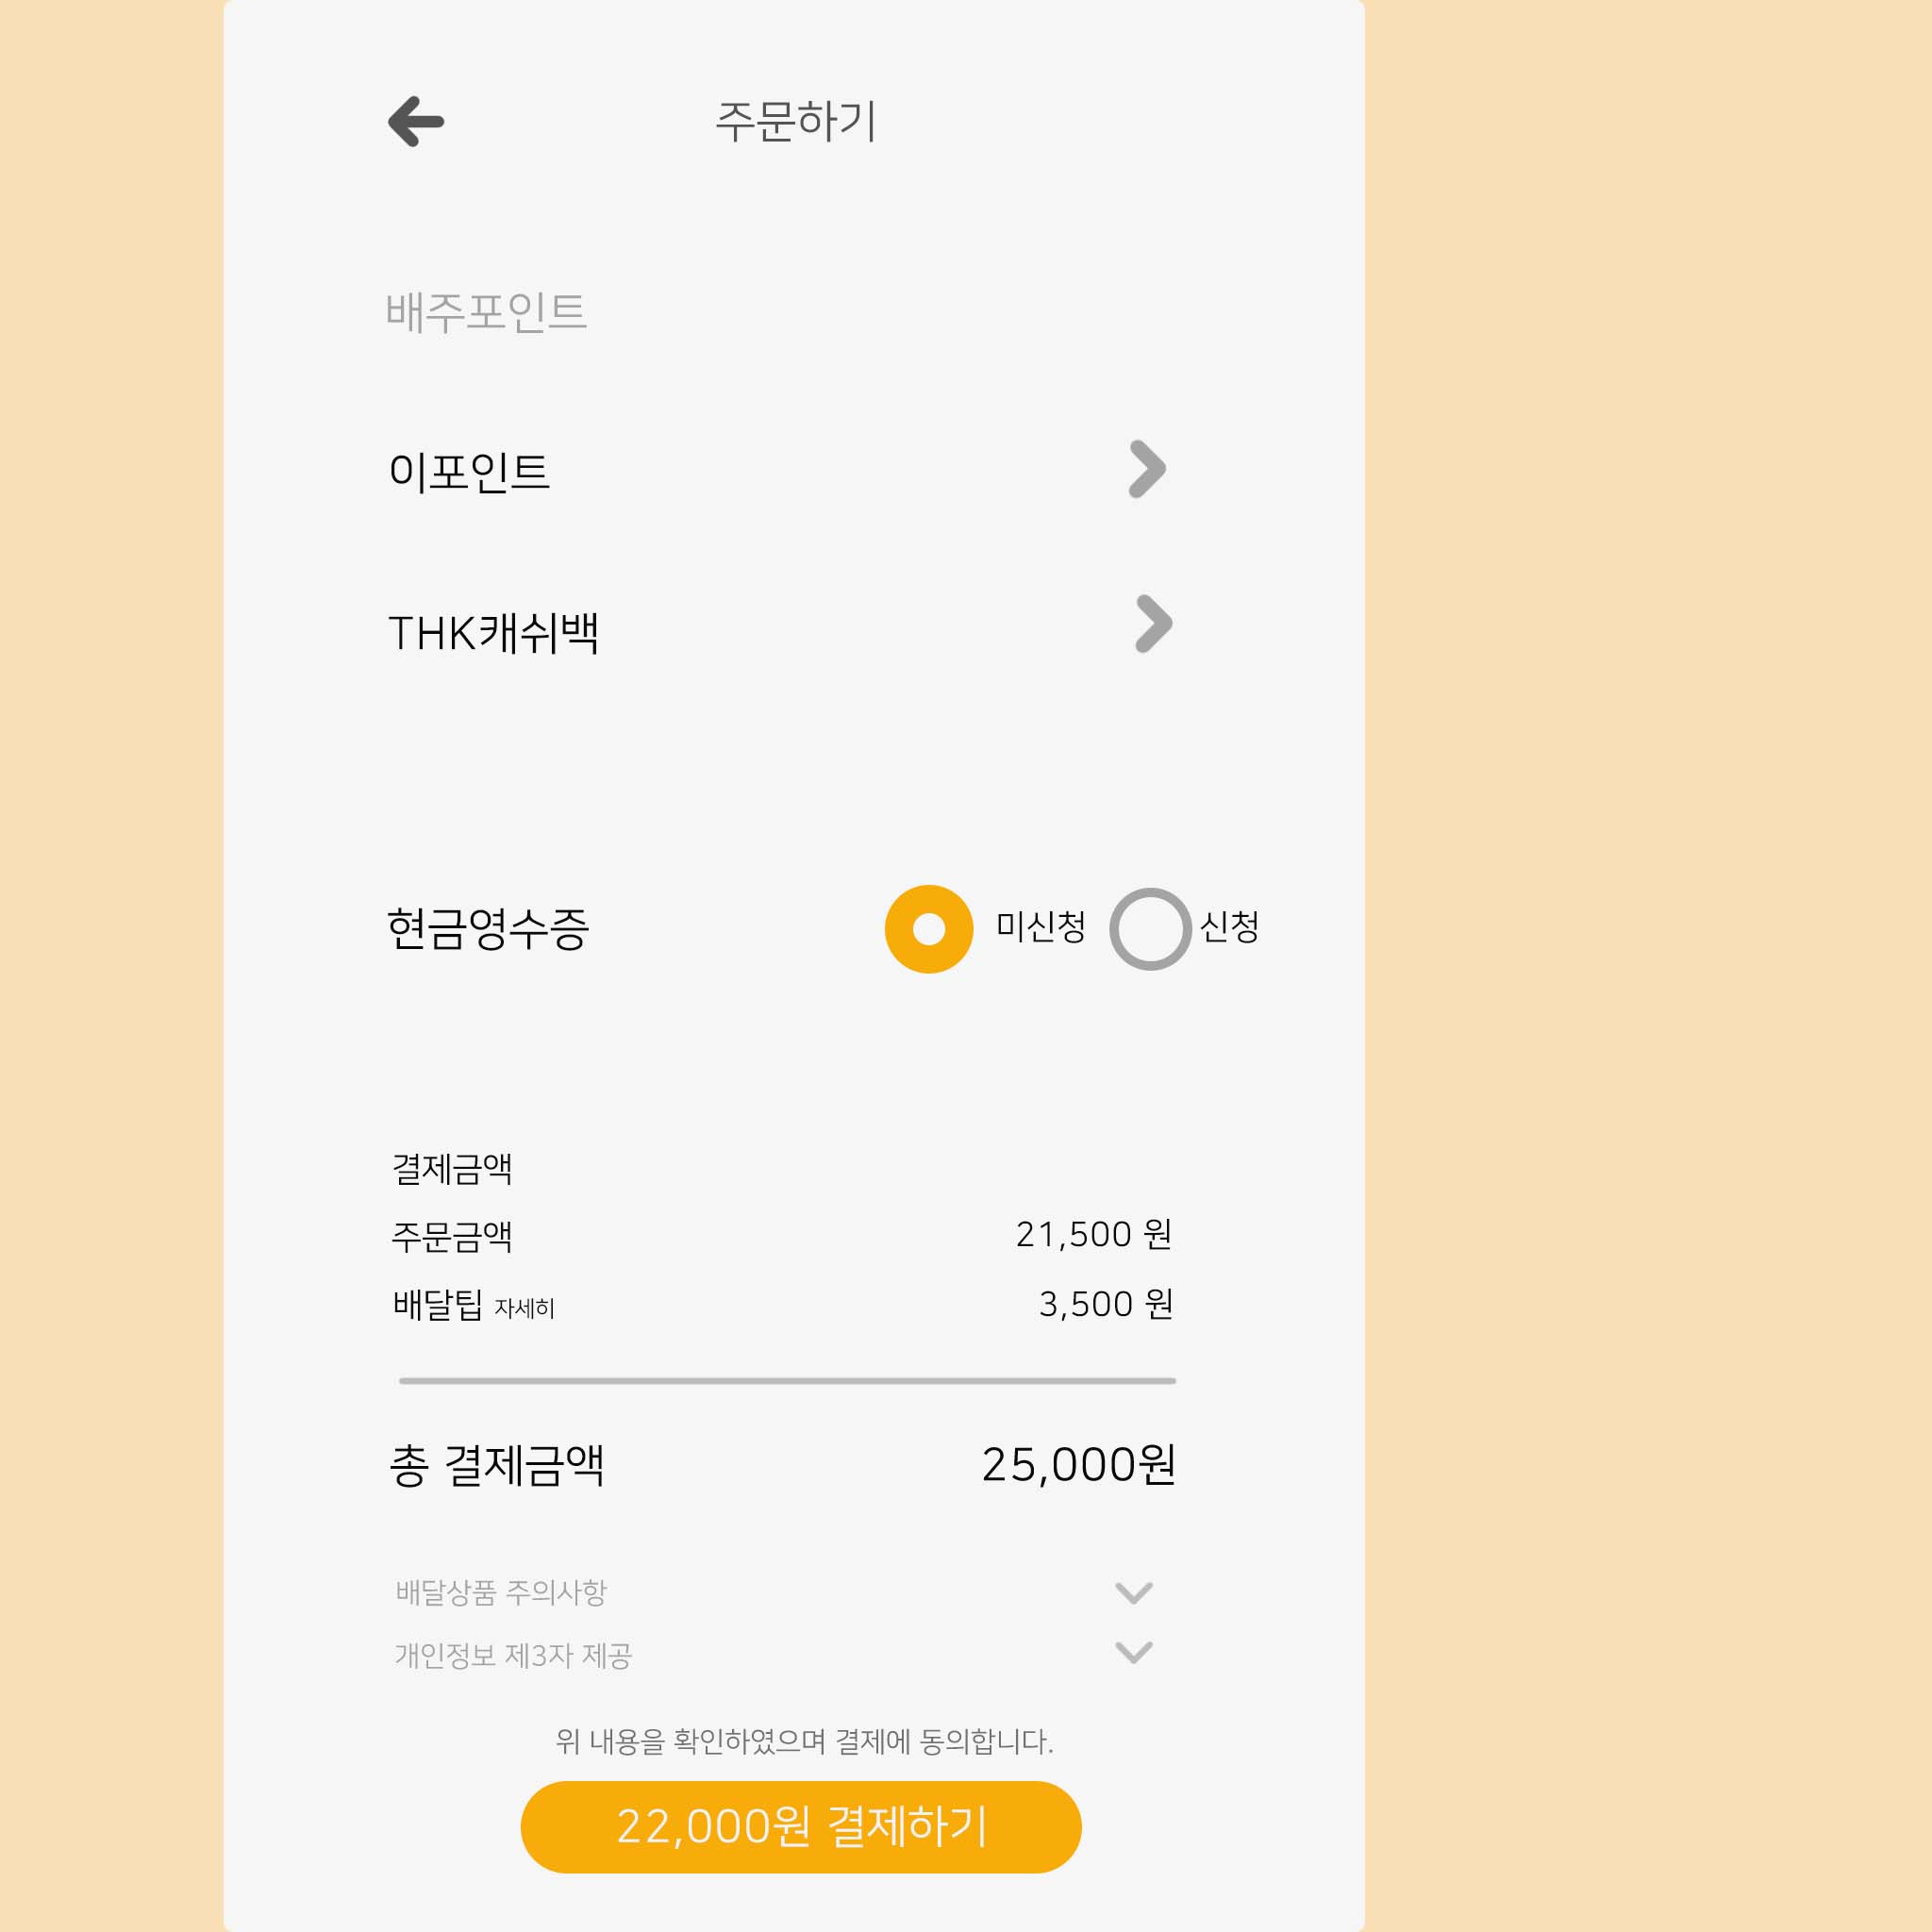 주문하기
배주포인트
이포인트
THK캐쉬백
현금영수증 미신청 신청
결제금액
주문금액 21,500 원
배달팁 자세히 3,500 원
총 결제금액 25,000원
배달상품 주의사항
개인정보 제3자 제공
위 내용을 확인하였으며 결제에 동의합니다.
22,000원 결제하기